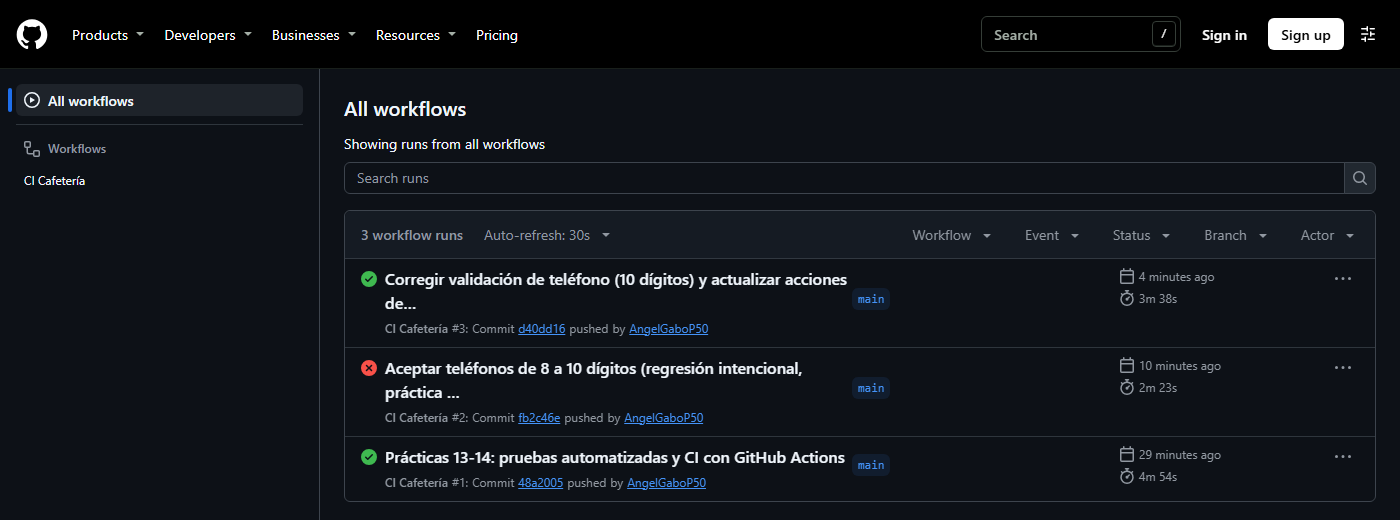 Products Developers Businesses Resources Pricing Search / Sign in Sign up
All workflows
Workflows
CI Cafetería
All workflows
Showing runs from all workflows
Search runs
3 workflow runs Auto-refresh: 30s Workflow Event Status Branch Actor
Corregir validación de teléfono (10 dígitos) y actualizar acciones
de...
main
CI Cafetería #3: Commit d40dd16 pushed by AngelGaboP50
4 minutes ago
3m 38s
Aceptar teléfonos de 8 a 10 dígitos (regresión intencional,
práctica ...
main
CI Cafetería #2: Commit fb2c46e pushed by AngelGaboP50
10 minutes ago
2m 23s
Prácticas 13-14: pruebas automatizadas y CI con GitHub Actions
main
CI Cafetería #1: Commit 48a2005 pushed by AngelGaboP50
29 minutes ago
4m 54s